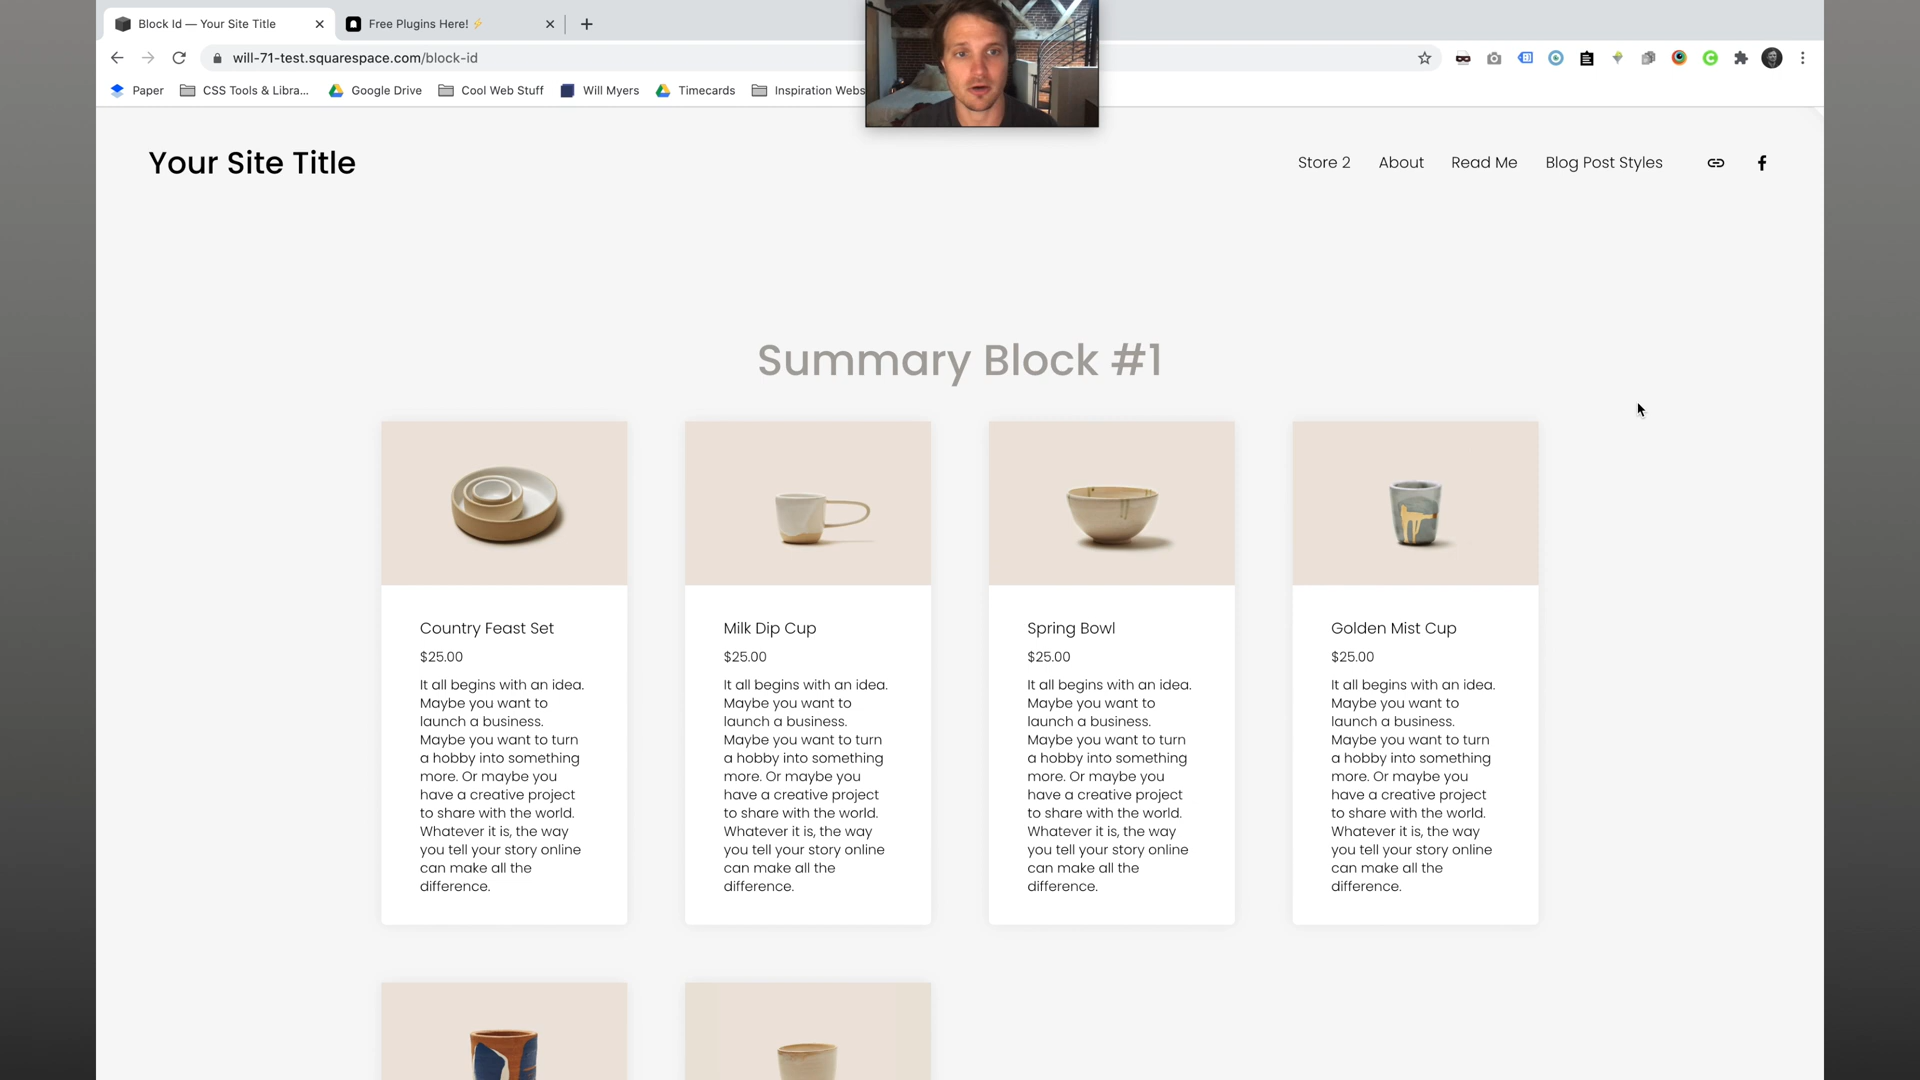 Block Id — Your Site Title
Free Plugins Here! ⚡
will-71-test.squarespace.com/block-id
Paper
CSS Tools & Libra...
Google Drive
Cool Web Stuff
Will Myers
Timecards
Inspiration Webs
Your Site Title
Store 2
About
Read Me
Blog Post Styles
Summary Block #1
Country Feast Set
$25.00
It all begins with an idea.
Maybe you want to
launch a business.
Maybe you want to turn
a hobby into something
more. Or maybe you
have a creative project
to share with the world.
Whatever it is, the way
you tell your story online
can make all the
difference.
Milk Dip Cup
$25.00
It all begins with an idea.
Maybe you want to
launch a business.
Maybe you want to turn
a hobby into something
more. Or maybe you
have a creative project
to share with the world.
Whatever it is, the way
you tell your story online
can make all the
difference.
Spring Bowl
$25.00
It all begins with an idea.
Maybe you want to
launch a business.
Maybe you want to turn
a hobby into something
more. Or maybe you
have a creative project
to share with the world.
Whatever it is, the way
you tell your story online
can make all the
difference.
Golden Mist Cup
$25.00
It all begins with an idea.
Maybe you want to
launch a business.
Maybe you want to turn
a hobby into something
more. Or maybe you
have a creative project
to share with the world.
Whatever it is, the way
you tell your story online
can make all the
difference.